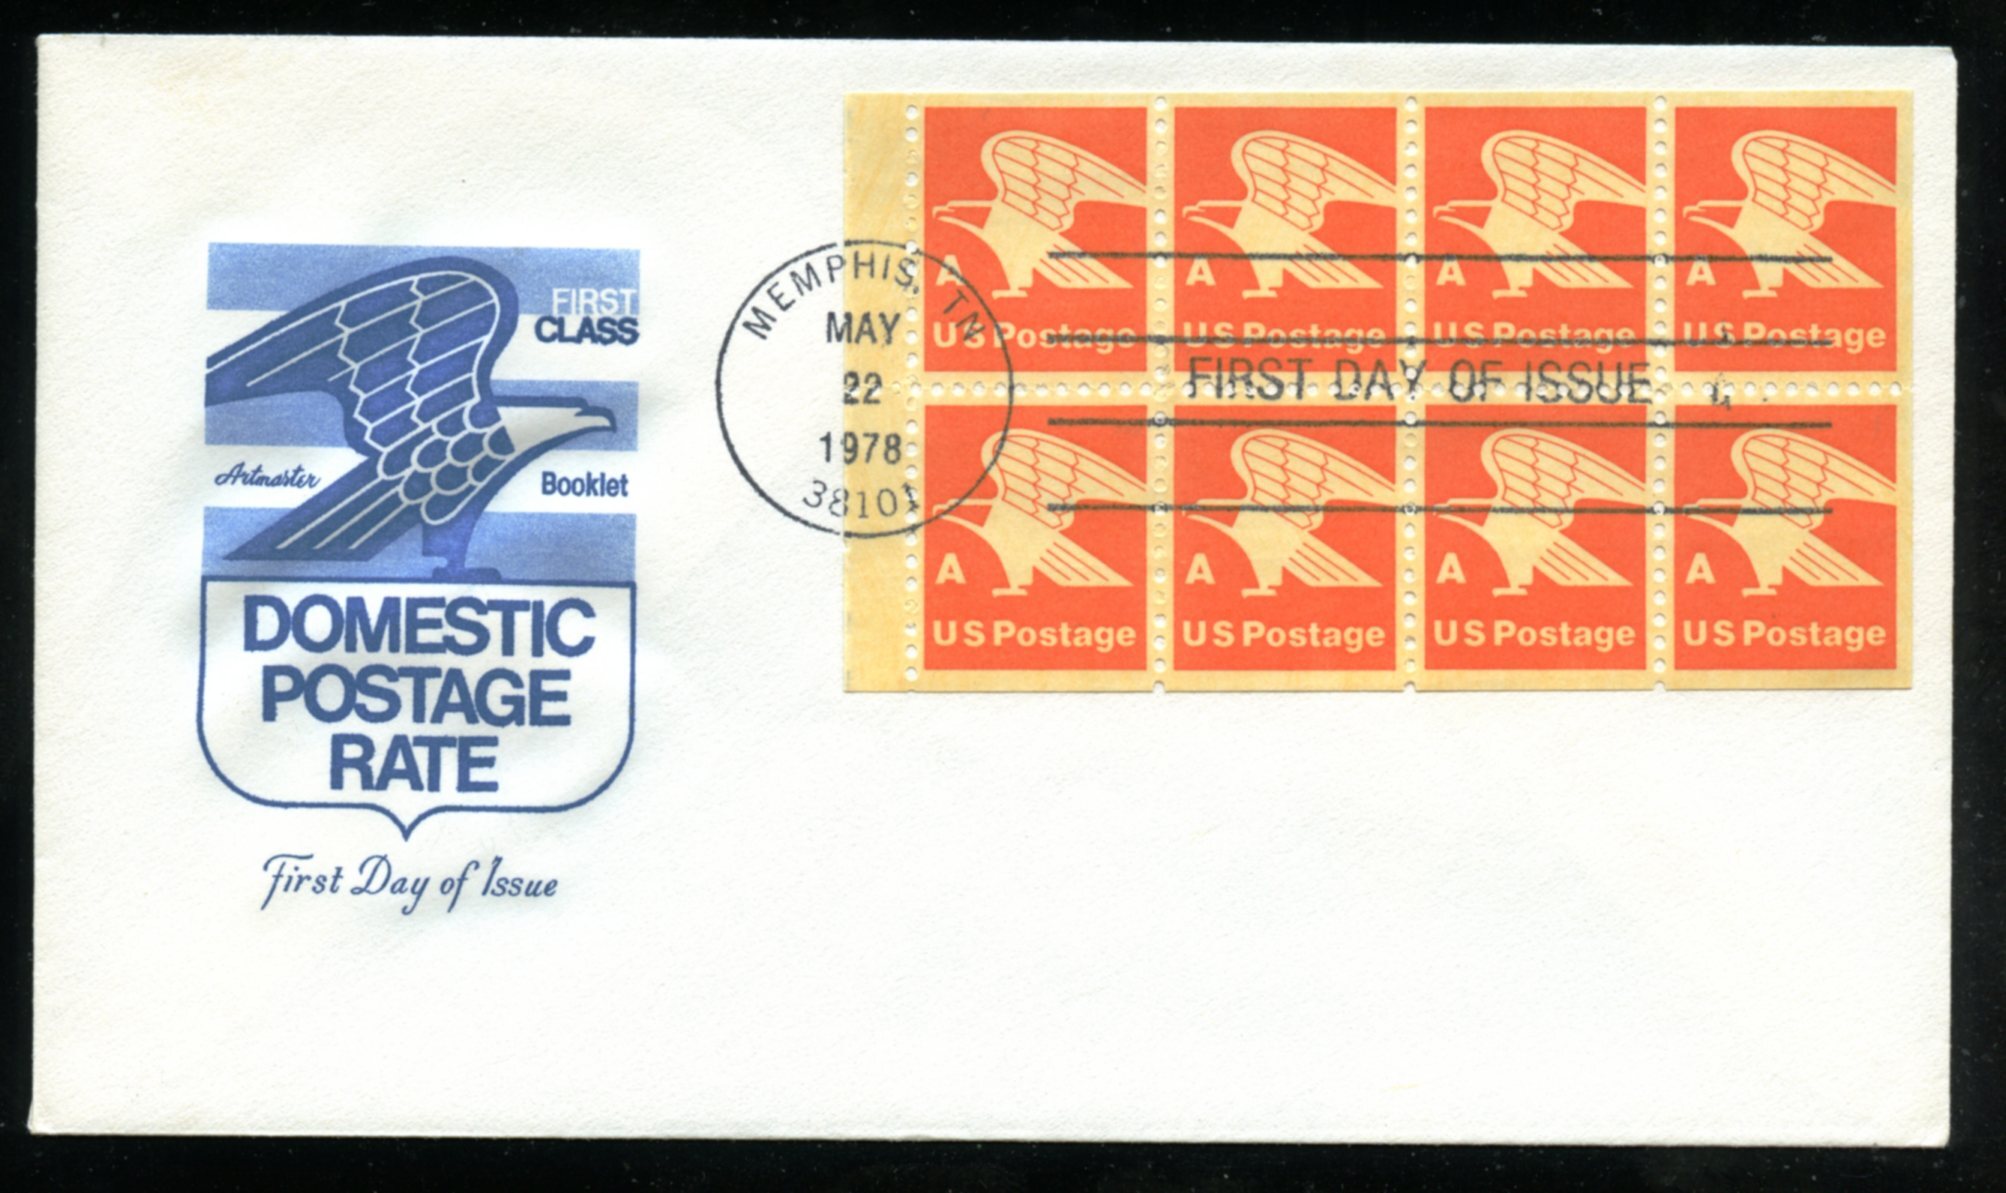 FIRST
CLASS
Artmaster
Booklet
DOMESTIC
POSTAGE
RATE
First Day of Issue
MEMPHIS, TN
MAY
22
1978
38101
FIRST DAY OF ISSUE
A A A A
US Postage US Postage US Postage US Postage
A A A A
US Postage US Postage US Postage US Postage